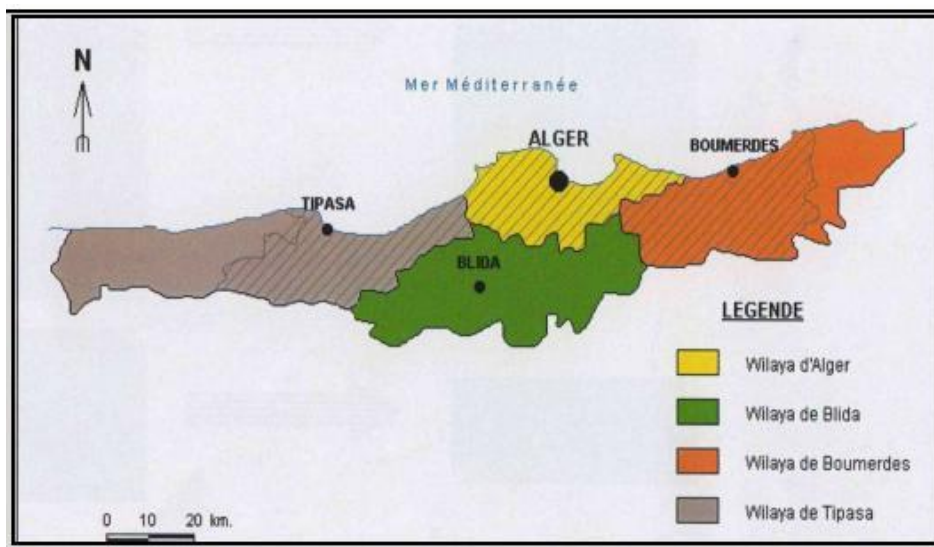 N
Mer Méditerranée
ALGER
BOUMERDES
TIPASA
BLIDA
LEGENDE
Wilaya d'Alger
Wilaya de Blida
Wilaya de Boumerdes
Wilaya de Tipasa
0 10 20 km.